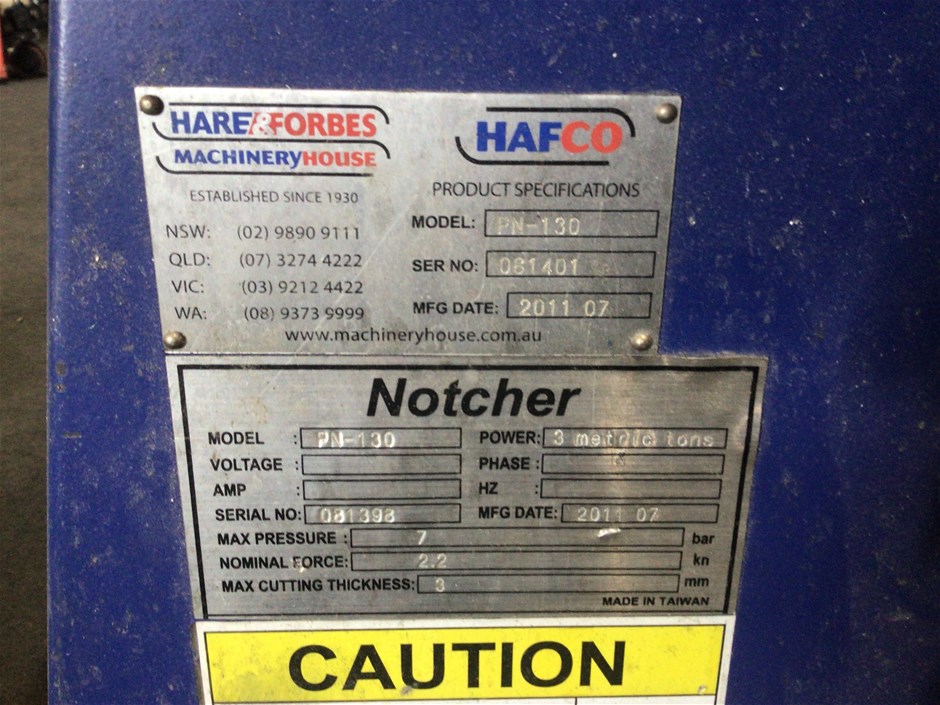 HARE & FORBES
MACHINERYHOUSE
ESTABLISHED SINCE 1930
NSW: (02) 9890 9111
QLD: (07) 3274 4222
VIC: (03) 9212 4422
WA: (08) 9373 9999
HAFCO
PRODUCT SPECIFICATIONS
MODEL: PN-130
SER NO: 081401
MFG DATE: 2011 07
www.machineryhouse.com.au
Notcher
MODEL : PN-130 POWER: 3 metric tons
VOLTAGE : PHASE :
AMP : HZ :
SERIAL NO: 081398 MFG DATE: 2011 07
MAX PRESSURE : 7 bar
NOMINAL FORCE: 2.2 kn
MAX CUTTING THICKNESS: 3 mm
MADE IN TAIWAN
CAUTION